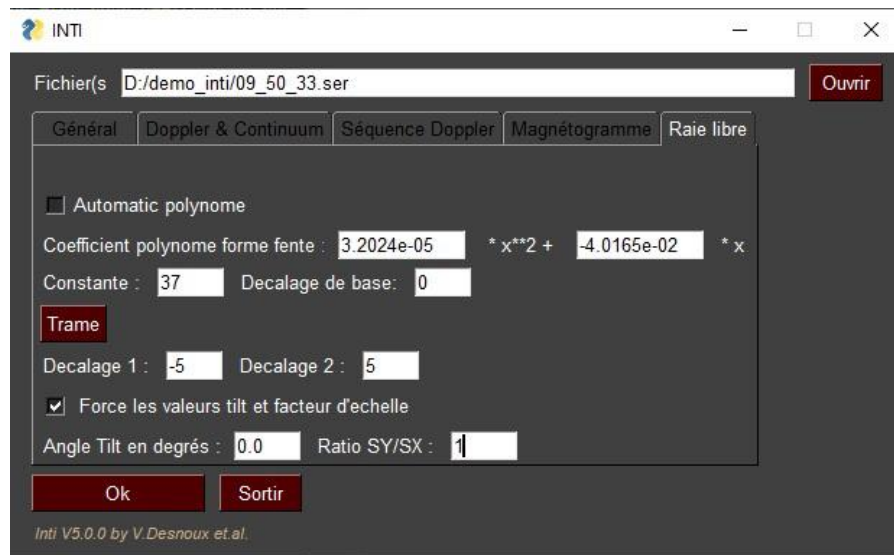 INTI
Fichier(s D:/demo_inti/09_50_33.ser Ouvrir
Général Doppler & Continuum Séquence Doppler Magnétogramme Raie libre
Automatic polynome
Coefficient polynome forme fente : 3.2024e-05 * x**2 + -4.0165e-02 * x
Constante : 37 Decalage de base: 0
Trame
Decalage 1 : -5 Decalage 2 : 5
Force les valeurs tilt et facteur d'echelle
Angle Tilt en degrés : 0.0 Ratio SY/SX : 1
Ok Sortir
Inti V5.0.0 by V.Desnoux et.al.